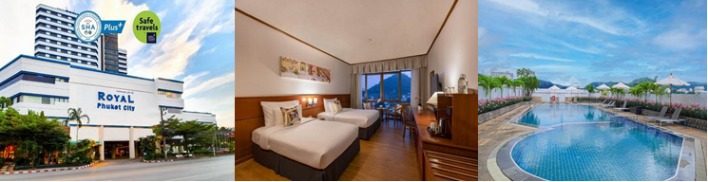 SHA
Plus+
Safe
travels
ROYAL
Phuket City